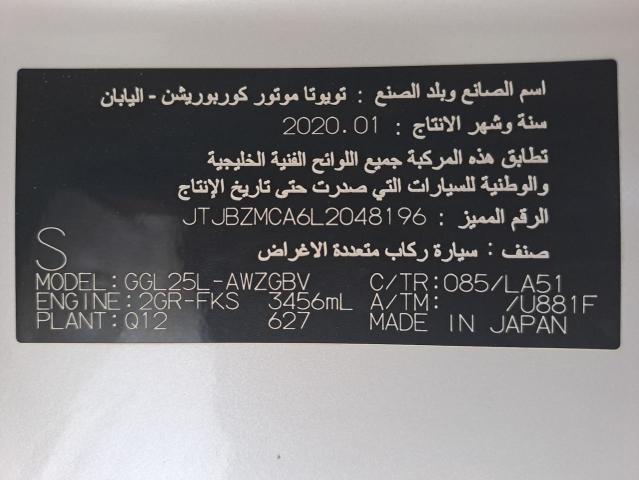 اسم الصانع وبلد الصنع : تويوتا موتور كوربوريشن - اليابان
سنة وشهر الانتاج : 2020.01
تطابق هذه المركبة جميع اللوائح الفنية الخليجية
والوطنية للسيارات التي صدرت حتى تاريخ الإنتاج
الرقم المميز : JTJBZMCA6L2048196
صنف : سيارة ركاب متعددة الاغراض
S
MODEL:GGL25L-AWZGBV C/TR:085/LA51
ENGINE:2GR-FKS 3456mL A/TM: /U881F
PLANT:Q12 627 MADE IN JAPAN